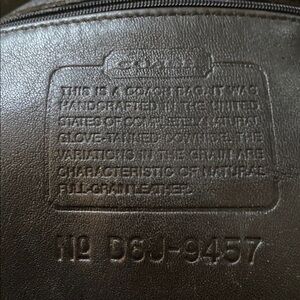 COACH
THIS IS A COACH BAG. IT WAS
HANDCRAFTED IN THE UNITED
STATES OF COMPLETELY NATURAL
GLOVE-TANNED COWHIDE. THE
VARIATIONS IN THE GRAIN ARE
CHARACTERISTIC OF NATURAL
FULL-GRAIN LEATHER.
No D6J-9457